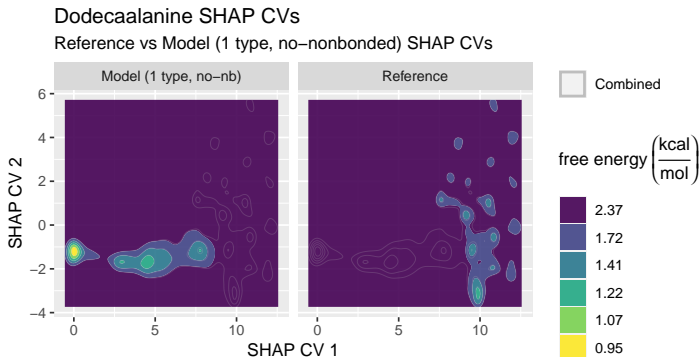 Dodecaalanine SHAP CVs
Reference vs Model (1 type, no−nonbonded) SHAP CVs
Model (1 type, no−nb)
Reference
6
4
2
0
−2
−4
SHAP CV 2
0
5
10
0
5
10
SHAP CV 1
Combined
free energy (kcal/mol)
2.37
1.72
1.41
1.22
1.07
0.95